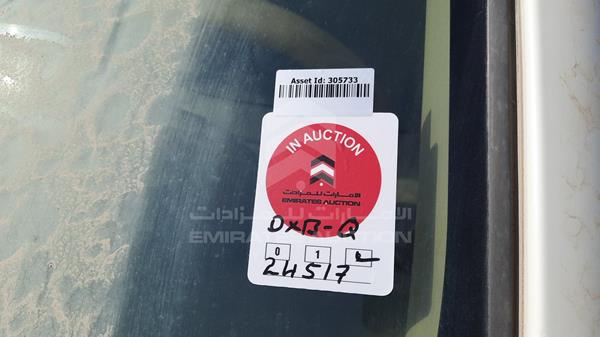 Asset Id: 305733
IN AUCTION
الإمارات للمزادات
EMIRATES AUCTION
الإمارات للمزادات
EMIRATES AUCTION
DXB-Q
0 1
24517